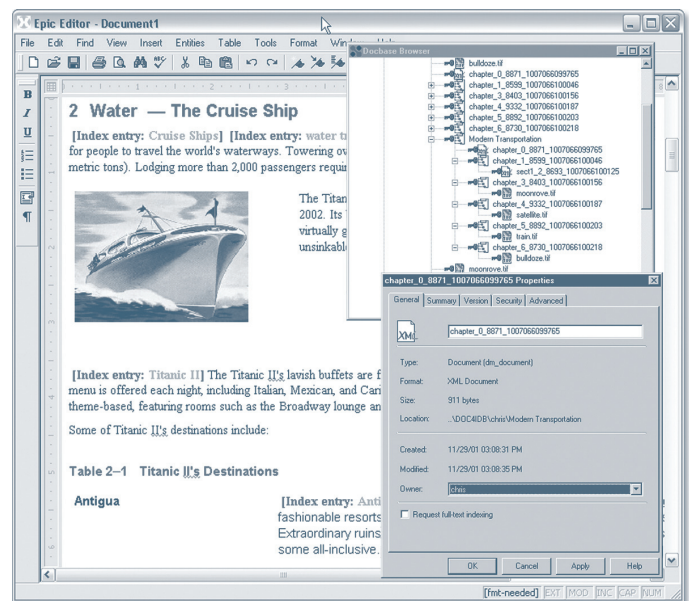 Epic Editor - Document1
File Edit Find View Insert Entities Table Tools Format
Docbase Browser
bulldoze.tif
chapter_0_8871_1007066099765
chapter_1_8599_1007066100046
chapter_3_8403_1007066100156
chapter_4_9332_1007066100187
chapter_5_8892_1007066100203
chapter_6_8730_1007066100218
Modern Transportation
chapter_0_8871_1007066099765
chapter_1_8599_1007066100046
sect1_2_8693_1007066100125
chapter_3_8403_1007066100156
moonrove.tif
chapter_4_9332_1007066100187
satellite.tif
chapter_5_8892_1007066100203
train.tif
chapter_6_8730_1007066100218
bulldoze.tif
moonrove.tif
2 Water — The Cruise Ship
[Index entry: Cruise Ships] [Index entry: water
for people to travel the world's waterways. Towering
metric tons). Lodging more than 2,000 passengers
The Titan
2002. Its
virtually
unsinkable
[Index entry: Titanic II] The Titanic II's lavish buffets are
menu is offered each night, including Italian, Mexican, and
theme-based, featuring rooms such as the Broadway lounge
Some of Titanic II's destinations include:
Table 2–1 Titanic II's Destinations
Antigua
[Index entry:
fashionable resorts
Extraordinary ruins
some all-inclusive.
chapter_0_8871_1007066099765 Properties
General Summary Version Security Advanced
XML
chapter_0_8871_1007066099765
Type: Document (dm_document)
Format: XML Document
Size: 911 bytes
Location: ..\DOC4IDB\chris\Modern Transportation
Created: 11/29/01 03:08:31 PM
Modified: 11/29/01 03:08:35 PM
Owner: chris
Request full-text indexing
OK Cancel Apply Help
[fmt-needed] EXT MOD INC CAP NUM